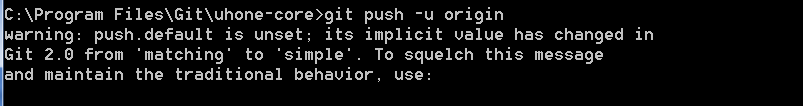 C:\Program Files\Git\uhone-core>git push -u origin
warning: push.default is unset; its implicit value has changed in
Git 2.0 from 'matching' to 'simple'. To squelch this message
and maintain the traditional behavior, use: